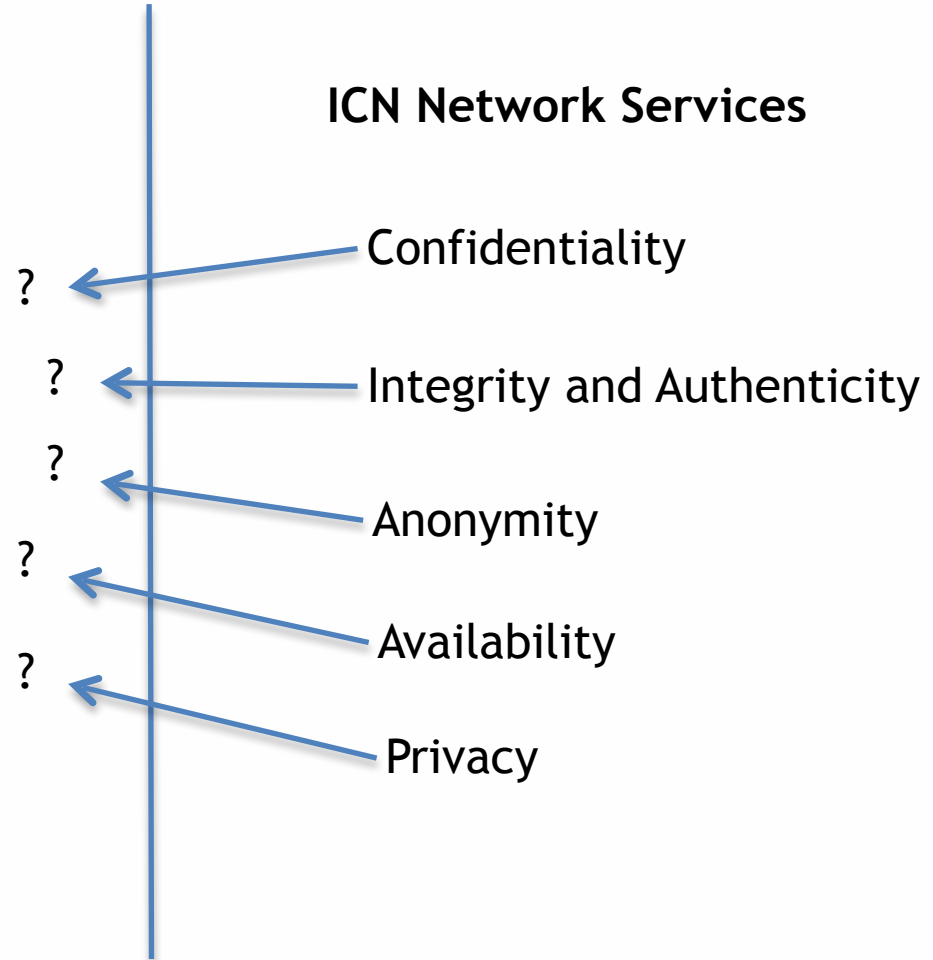 ICN Network Services
Confidentiality
?
? Integrity and Authenticity
?
Anonymity
?
Availability
?
Privacy